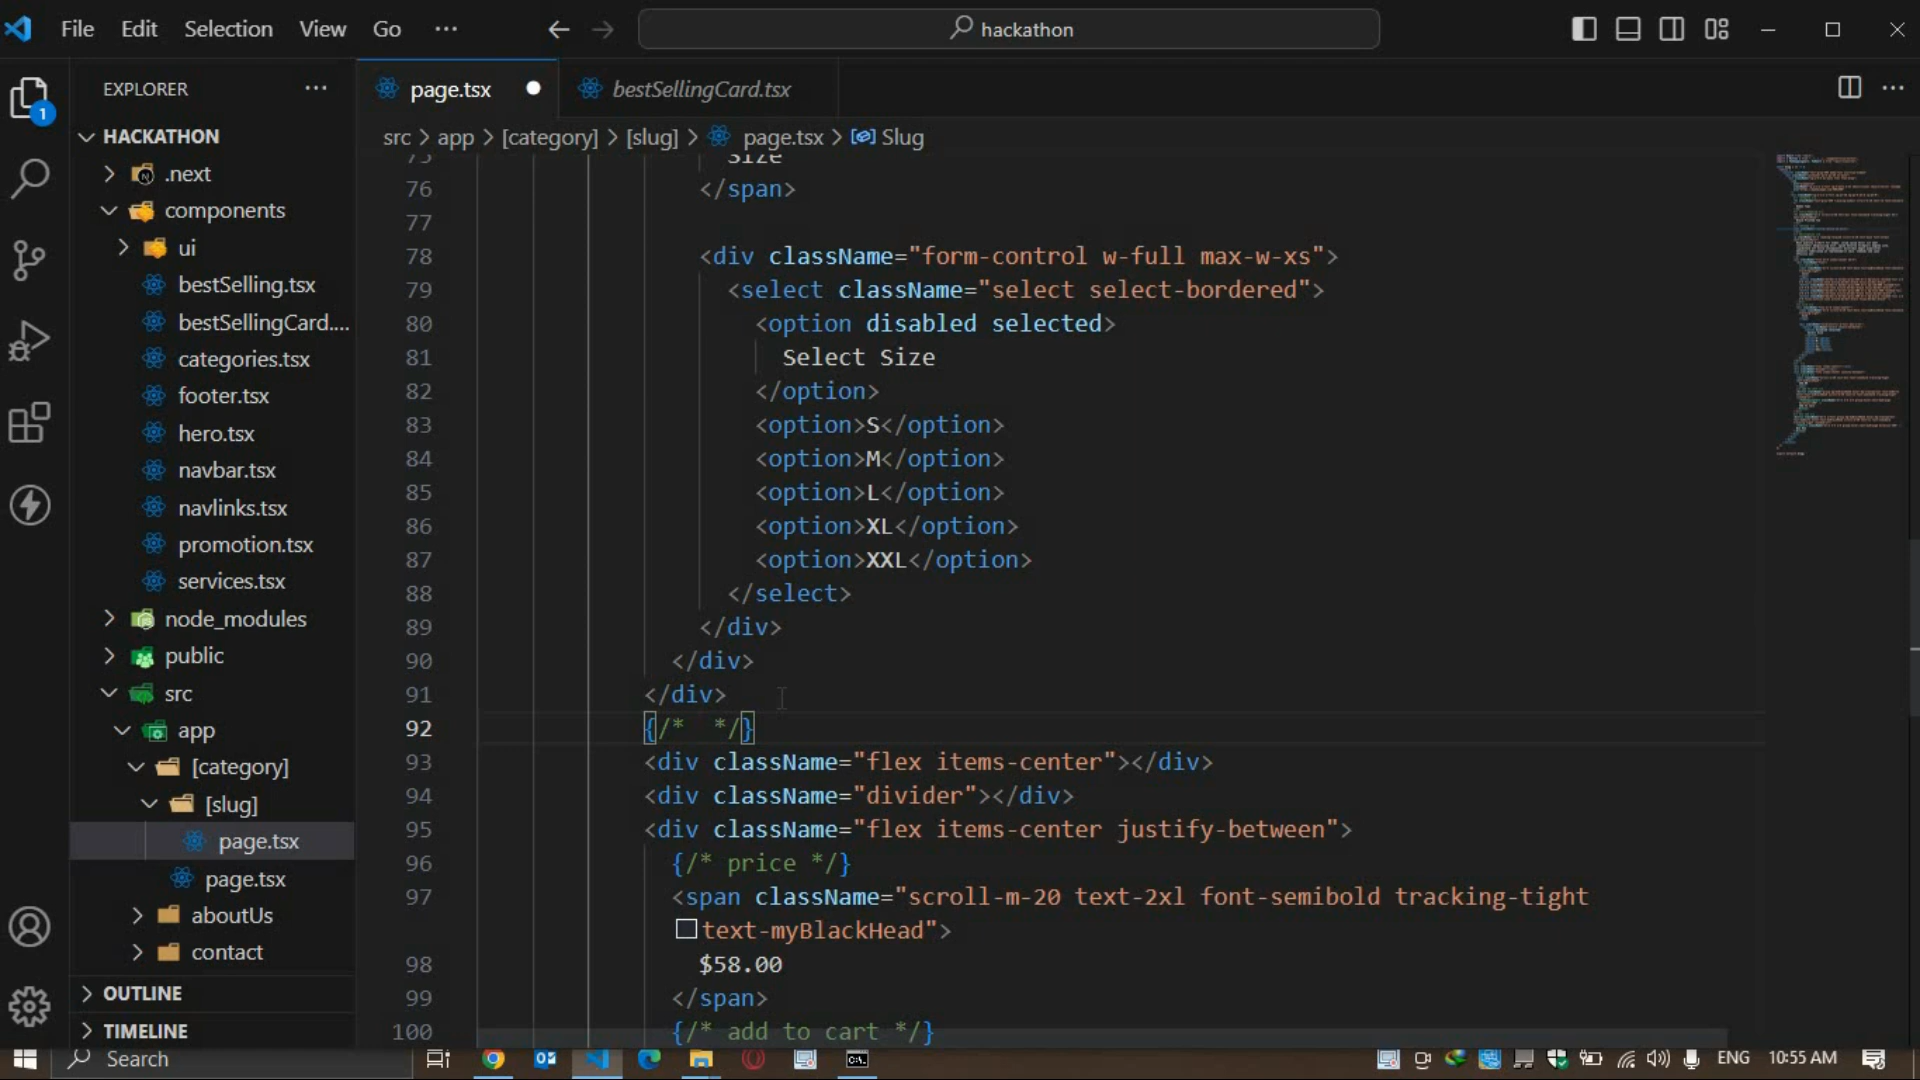 File Edit Selection View Go ··· hackathon
EXPLORER ···
page.tsx bestSellingCard.tsx
HACKATHON
src > app > [category] > [slug] > page.tsx > Slug
.next
components
ui
bestSelling.tsx
bestSellingCard....
categories.tsx
footer.tsx
hero.tsx
navbar.tsx
navlinks.tsx
promotion.tsx
services.tsx
node_modules
public
src
app
[category]
[slug]
page.tsx
page.tsx
aboutUs
contact
OUTLINE
TIMELINE
1
75 Size
76 </span>
77
78 <div className="form-control w-full max-w-xs">
79 <select className="select select-bordered">
80 <option disabled selected>
81 Select Size
82 </option>
83 <option>S</option>
84 <option>M</option>
85 <option>L</option>
86 <option>XL</option>
87 <option>XXL</option>
88 </select>
89 </div>
90 </div>
91 </div>
92 {/*  */}
93 <div className="flex items-center"></div>
94 <div className="divider"></div>
95 <div className="flex items-center justify-between">
96 {/* price */}
97 <span className="scroll-m-20 text-2xl font-semibold tracking-tight
text-myBlackHead">
98 $58.00
99 </span>
100 {/* add to cart */}
Search ENG 10:55 AM